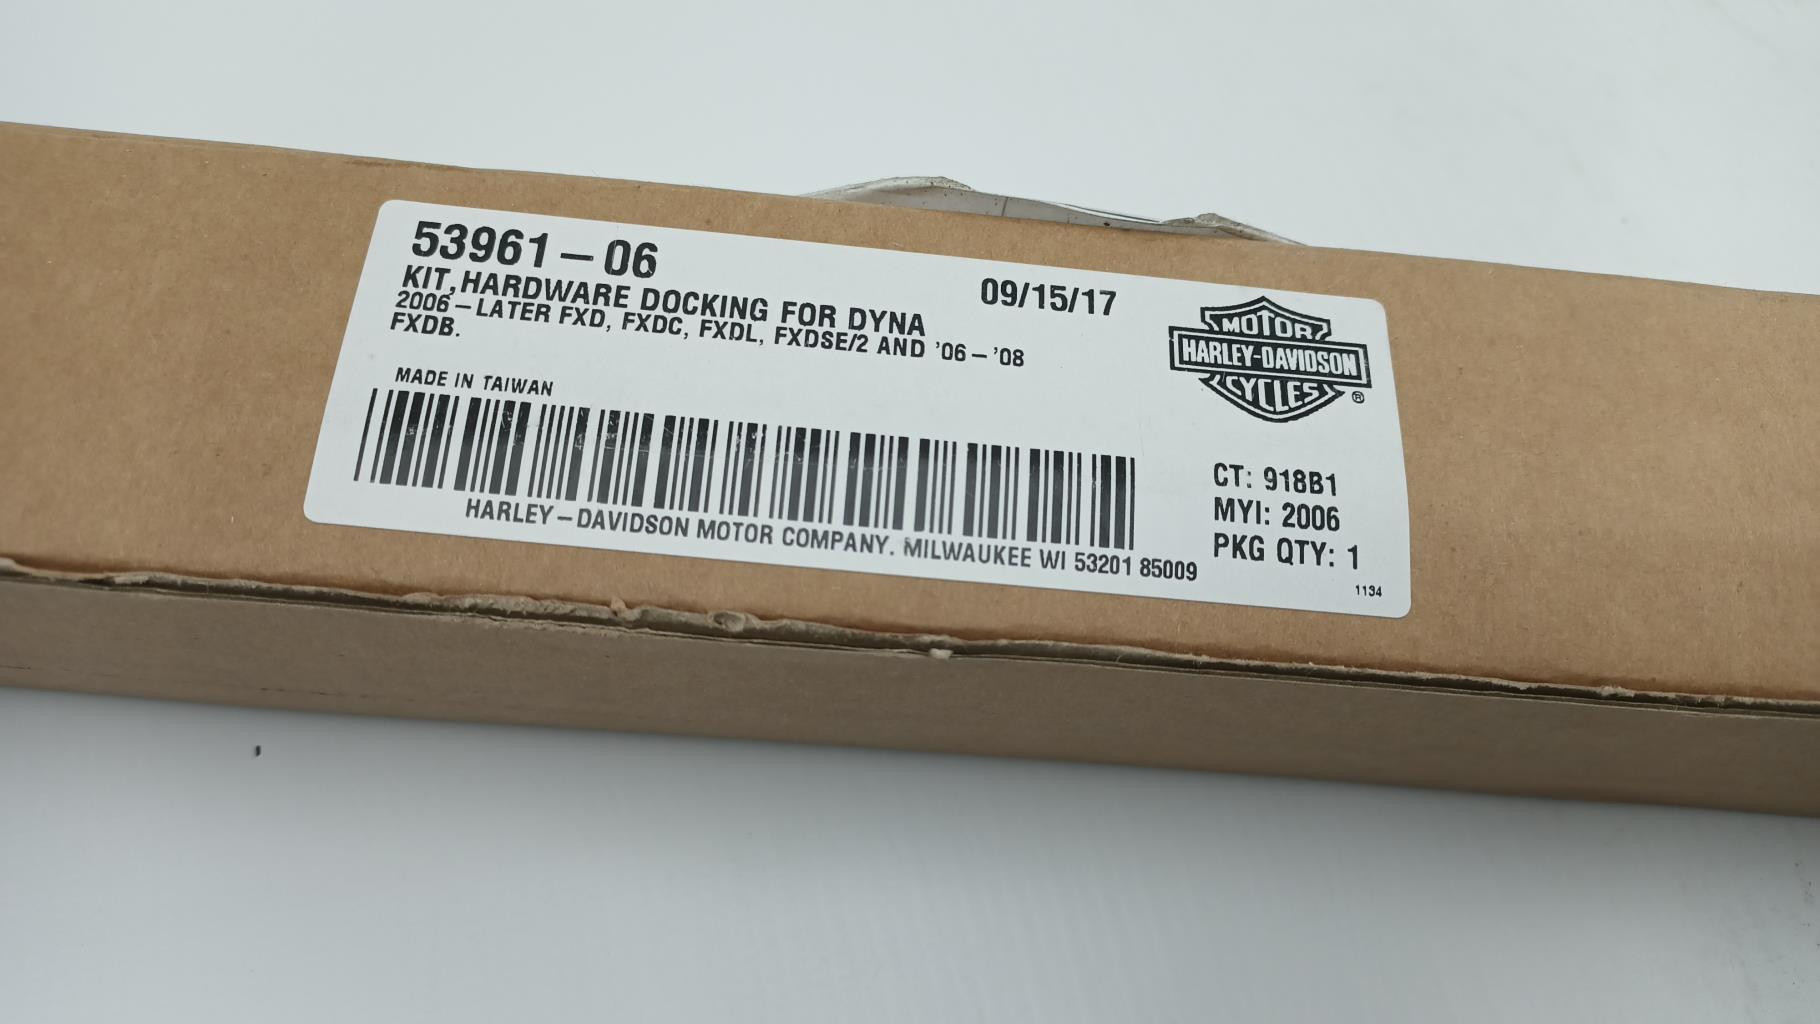 53961-06
KIT,HARDWARE DOCKING FOR DYNA
2006-LATER FXD, FXDC, FXDL, FXDSE/2 AND '06-'08
FXDB.
09/15/17
MADE IN TAIWAN
HARLEY-DAVIDSON MOTOR COMPANY. MILWAUKEE WI 53201 85009
MOTOR
HARLEY-DAVIDSON
CYCLES
®
CT: 918B1
MYI: 2006
PKG QTY: 1
1134